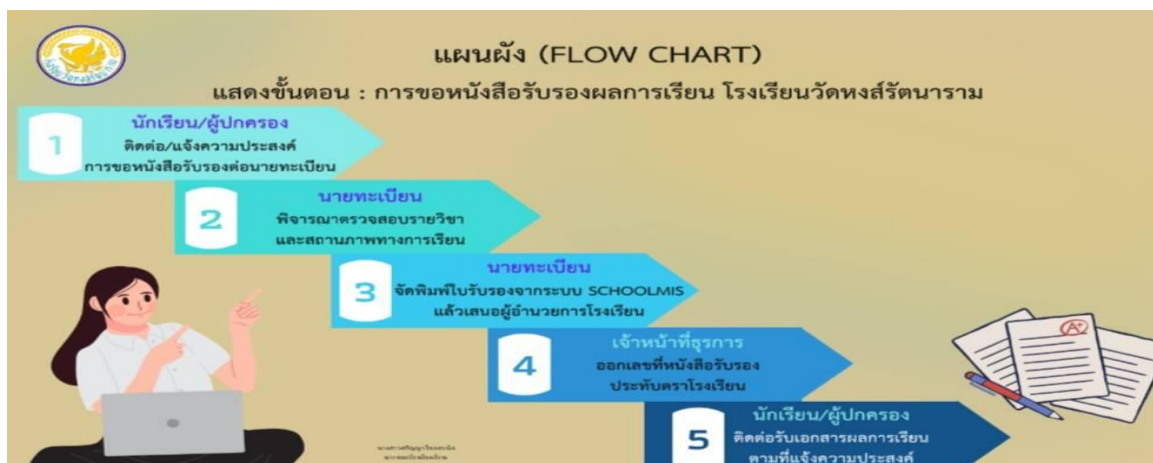 แผนผัง (FLOW CHART)
แสดงขั้นตอน : การขอหนังสือรับรองผลการเรียน โรงเรียนวัดหงส์รัตนาราม
1
นักเรียน/ผู้ปกครอง
ติดต่อ/แจ้งความประสงค์
การขอหนังสือรับรองต่อนายทะเบียน
2
นายทะเบียน
พิจารณาตรวจสอบรายวิชา
และสถานภาพทางการเรียน
3
นายทะเบียน
จัดพิมพ์ใบรับรองจากระบบ SCHOOLMIS
แล้วเสนอผู้อำนวยการโรงเรียน
4
เจ้าหน้าที่ธุรการ
ออกเลขที่หนังสือรับรอง
ประทับตราโรงเรียน
A+
5
นักเรียน/ผู้ปกครอง
ติดต่อรับเอกสารผลการเรียน
ตามที่แจ้งความประสงค์